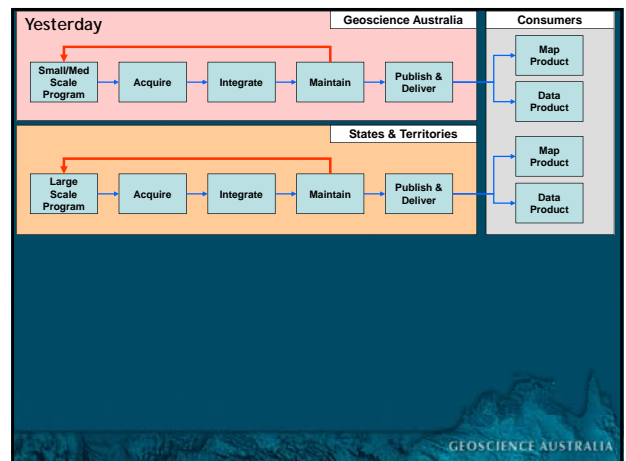 Yesterday
Geoscience Australia
Consumers
Small/Med
Scale
Program
Acquire
Integrate
Maintain
Publish &
Deliver
Map
Product
Data
Product
States & Territories
Large
Scale
Program
Acquire
Integrate
Maintain
Publish &
Deliver
Map
Product
Data
Product
GEOSCIENCE AUSTRALIA